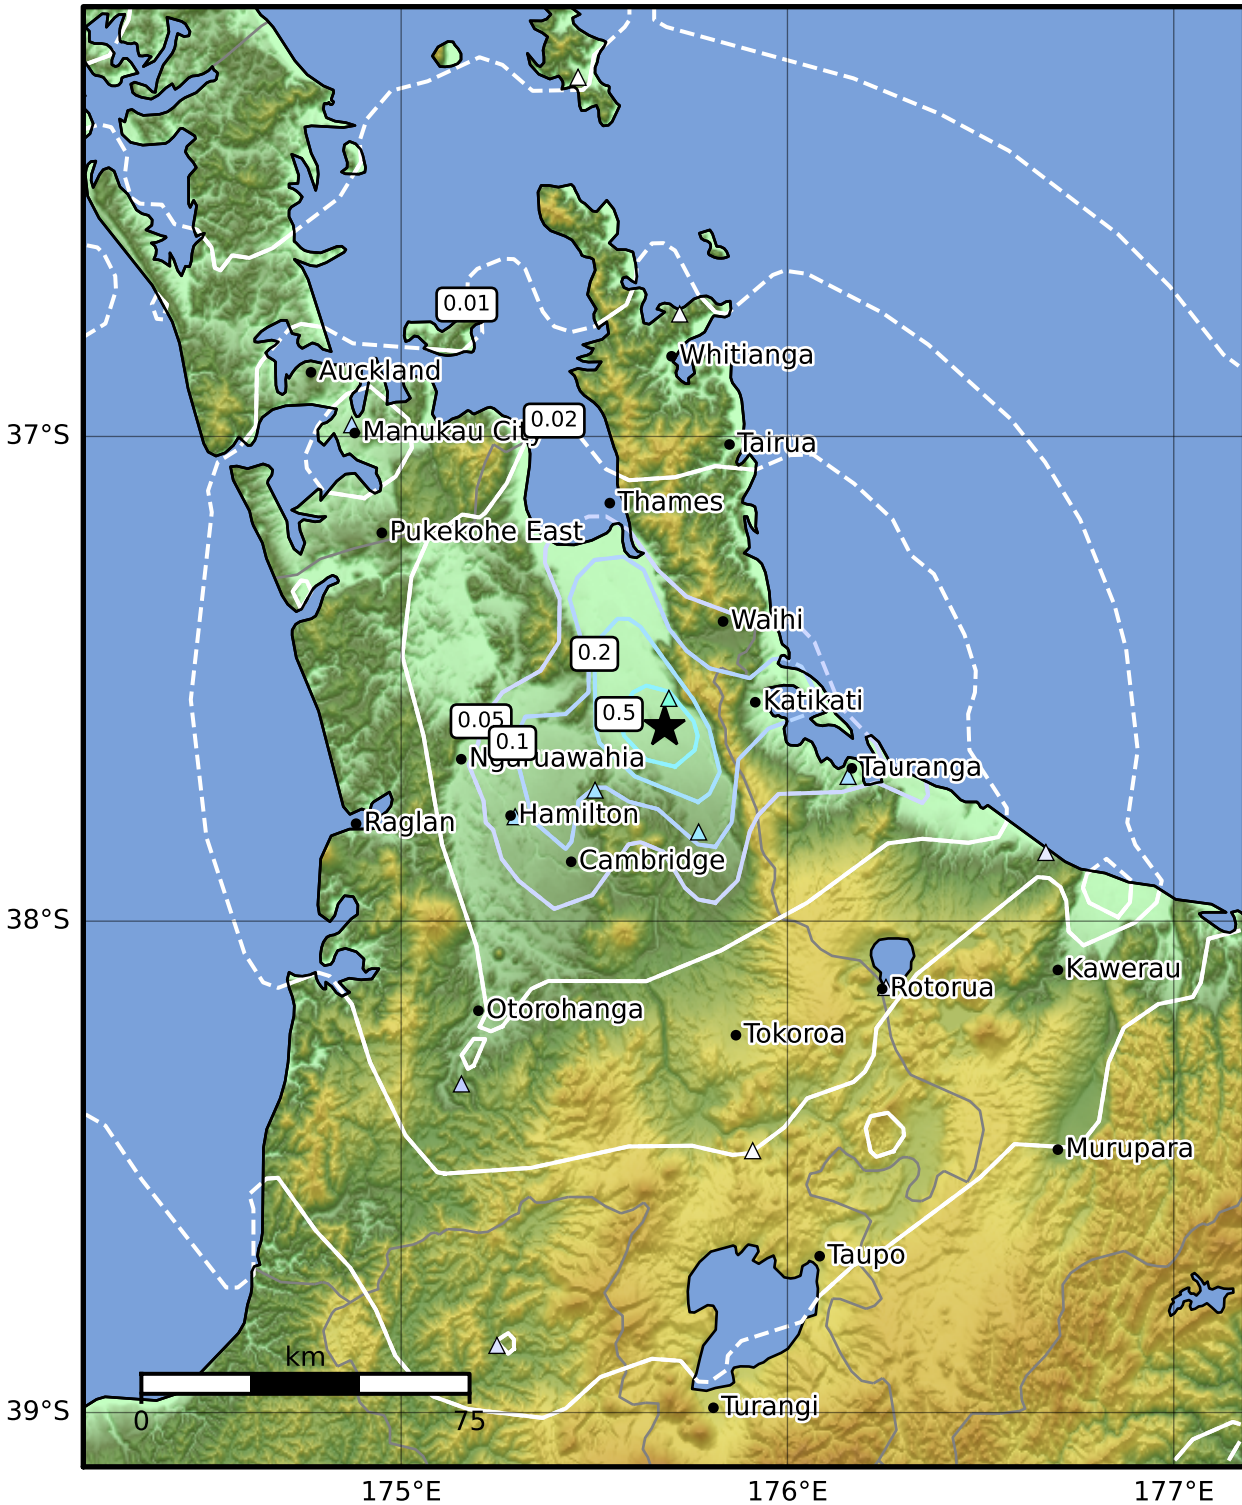 0.01
Whitianga
Auckland
0.02
Manukau City
37°S
Tairua
Thames
Pukekohe East
Waihi
0.2
Katikati
0.5
0.05
0.1
Ngaruawahia
Tauranga
Hamilton
Raglan
Cambridge
38°S
Kawerau
Rotorua
Otorohanga
Tokoroa
Murupara
Taupo
km
0 75
39°S
Turangi
175°E 176°E 177°E